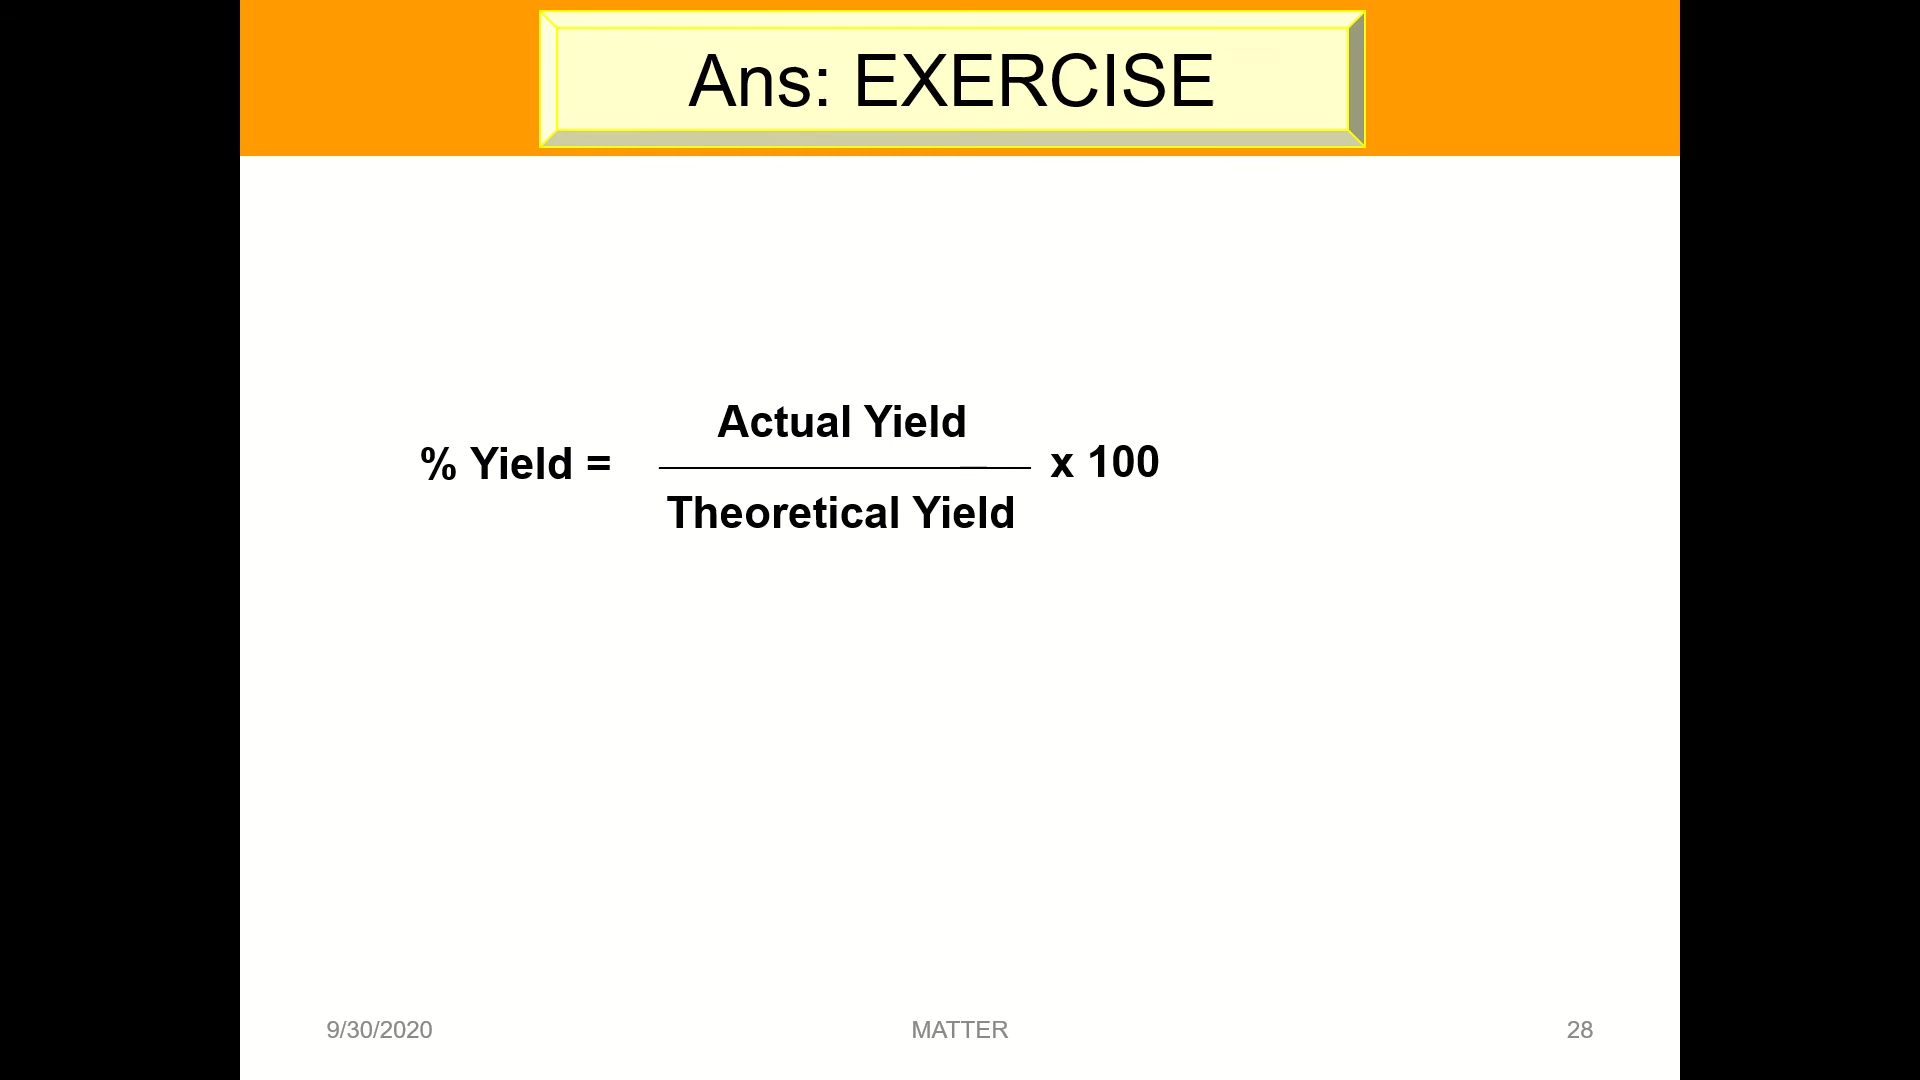 Ans: EXERCISE
Actual Yield
% Yield = x 100
Theoretical Yield
9/30/2020 MATTER 28